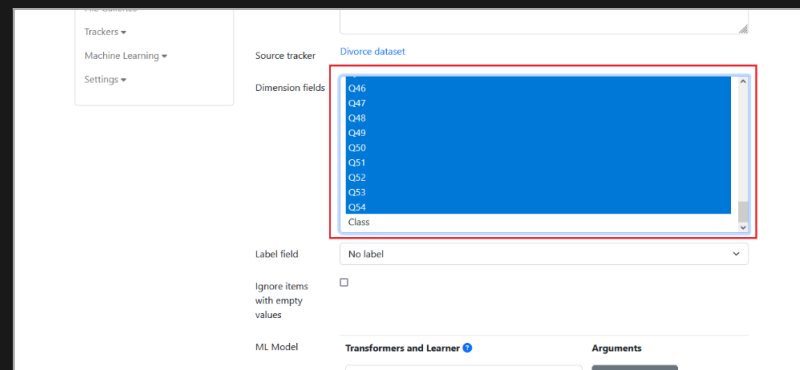 Trackers
Source tracker
Divorce dataset
Machine Learning
Settings
Dimension fields
Q46
Q47
Q48
Q49
Q50
Q51
Q52
Q53
Q54
Class
Label field
No label
Ignore items
with empty
values
ML Model
Transformers and Learner ?
Arguments